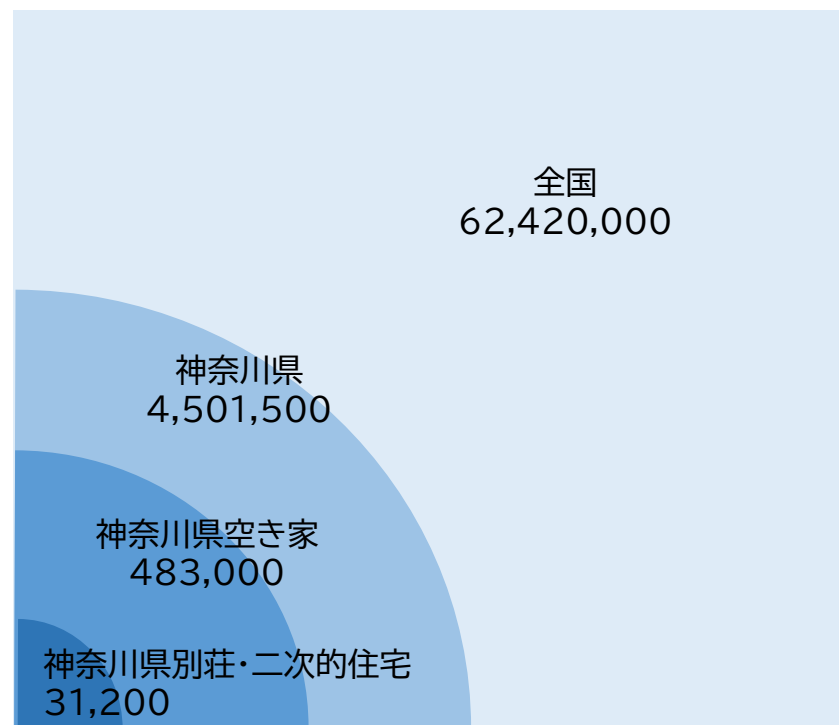 全国
62,420,000
神奈川県
4,501,500
神奈川県空き家
483,000
神奈川県別荘・二次的住宅
31,200